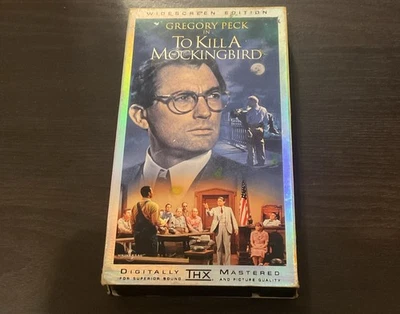 WIDESCREEN EDITION
GREGORY PECK
IN
TO KILL A
MOCKINGBIRD
DIGITALLY THX MASTERED
FOR SUPERIOR SOUND AND PICTURE QUALITY